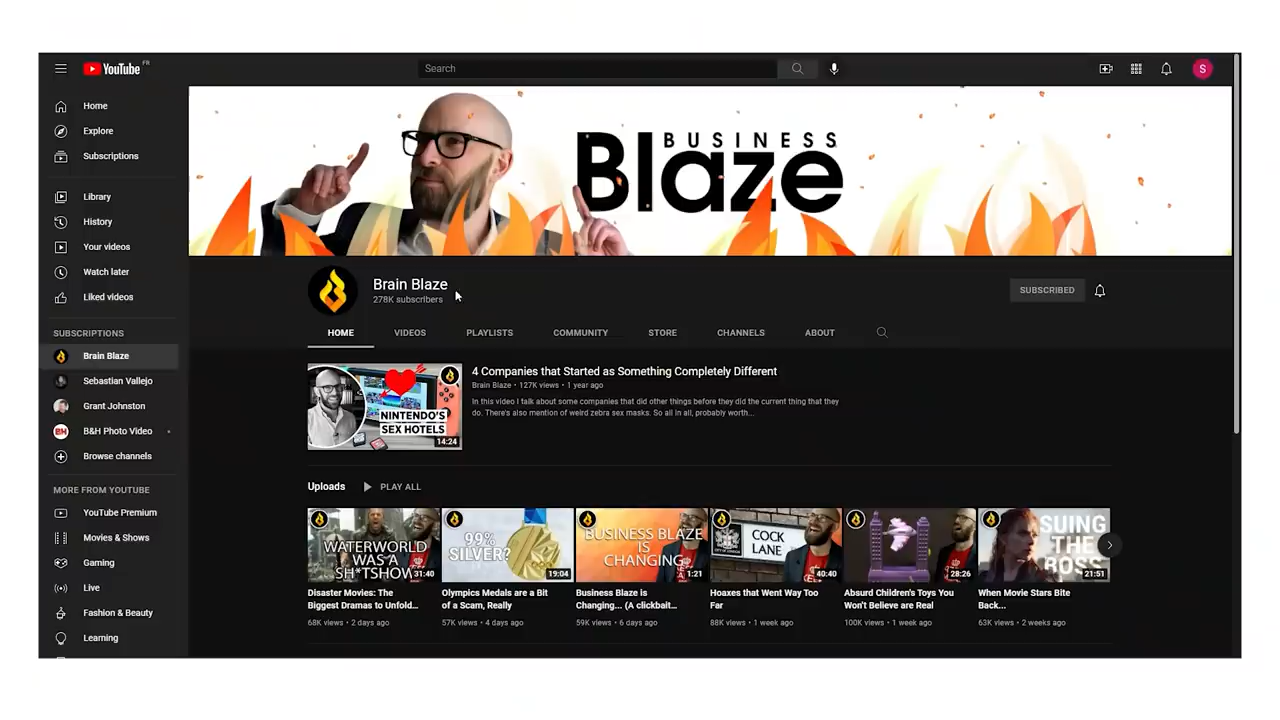 YouTube FR
Search
S
Home
Explore
Subscriptions
Library
History
Your videos
Watch later
Liked videos
SUBSCRIPTIONS
Brain Blaze
Sebastian Vallejo
Grant Johnston
B&H Photo Video
Browse channels
MORE FROM YOUTUBE
YouTube Premium
Movies & Shows
Gaming
Live
Fashion & Beauty
Learning
BUSINESS
Blaze
Brain Blaze
278K subscribers
SUBSCRIBED
HOME VIDEOS PLAYLISTS COMMUNITY STORE CHANNELS ABOUT
NINTENDO'S
SEX HOTELS
14:24
4 Companies that Started as Something Completely Different
Brain Blaze • 127K views • 1 year ago
In this video I talk about some companies that did other things before they did the current thing that they
do. There's also mention of weird zebra sex masks. So all in all, probably worth...
Uploads PLAY ALL
WATERWORLD
WAS A
SH*TSHOW
31:40
Disaster Movies: The
Biggest Dramas to Unfold...
68K views • 2 days ago
99%
SILVER?
19:04
Olympics Medals are a Bit
of a Scam, Really
57K views • 4 days ago
BUSINESS BLAZE
IS
CHANGING...
1:21
Business Blaze is
Changing... (A clickbait...
59K views • 6 days ago
COCK
LANE
40:40
Hoaxes that Went Way Too
Far
88K views • 1 week ago
28:26
Absurd Children's Toys You
Won't Believe are Real
100K views • 1 week ago
SUING
THE
BOSS
21:51
When Movie Stars Bite
Back...
63K views • 2 weeks ago